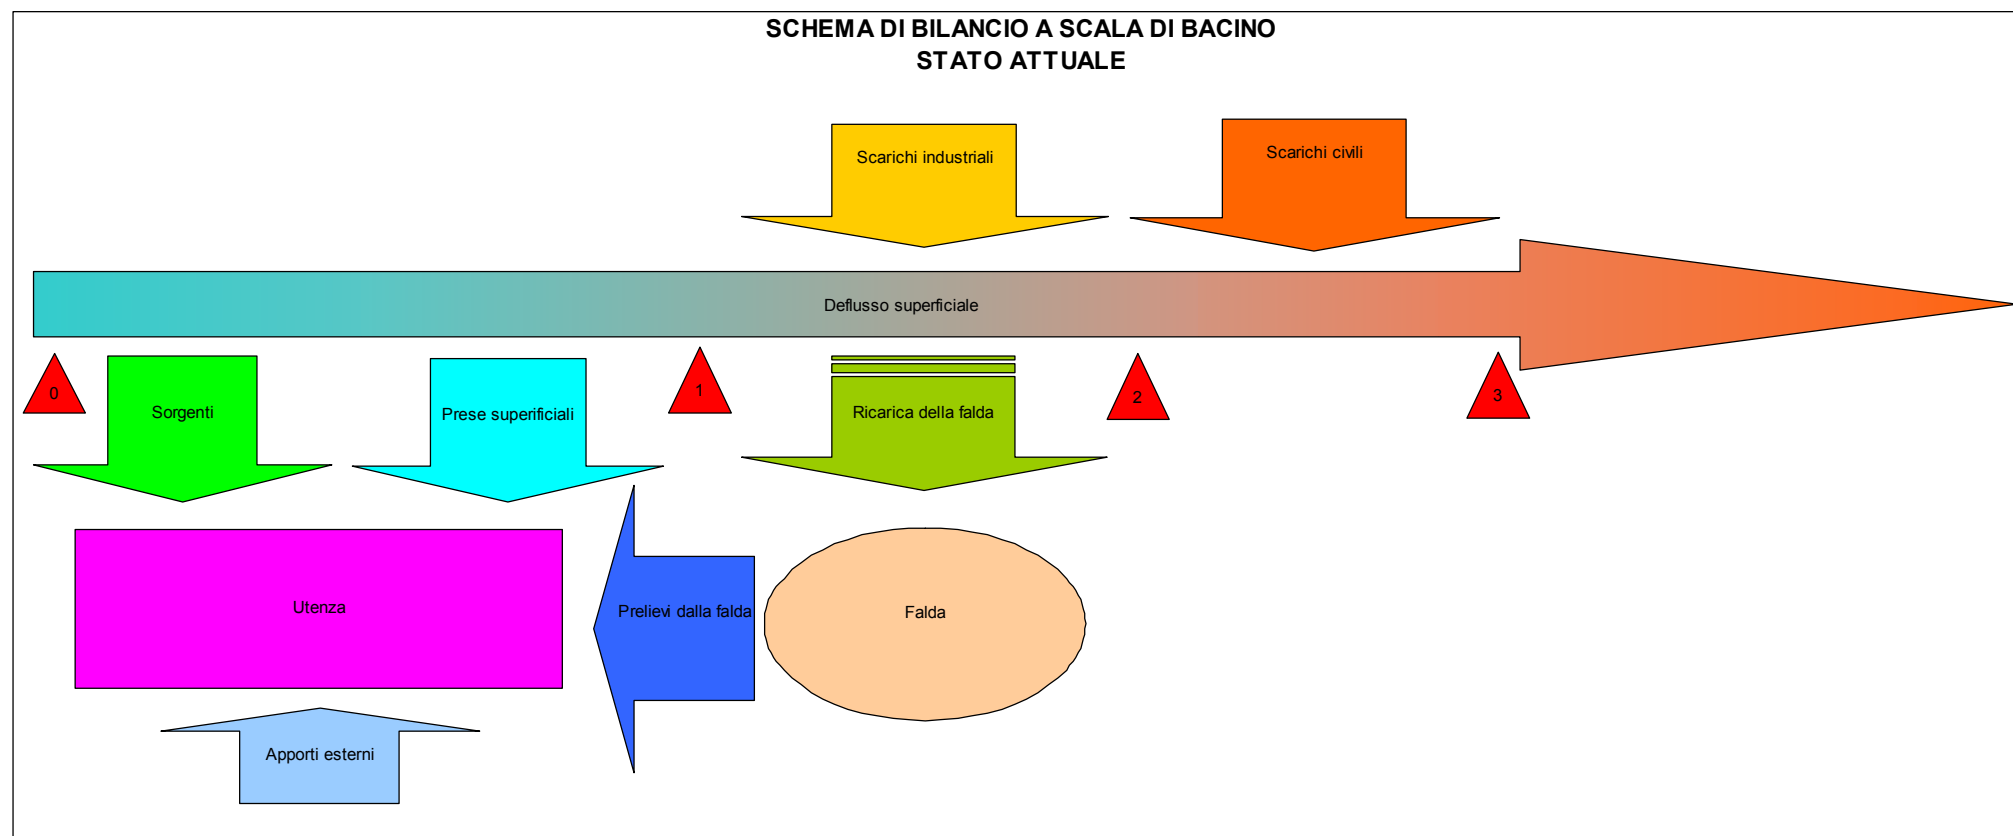 SCHEMA DI BILANCIO A SCALA DI BACINO
STATO ATTUALE
Scarichi industriali
Scarichi civili
Deflusso superficiale
0
Sorgenti
Prese superificiali
1
Ricarica della falda
2
3
Utenza
Prelievi dalla falda
Falda
Apporti esterni